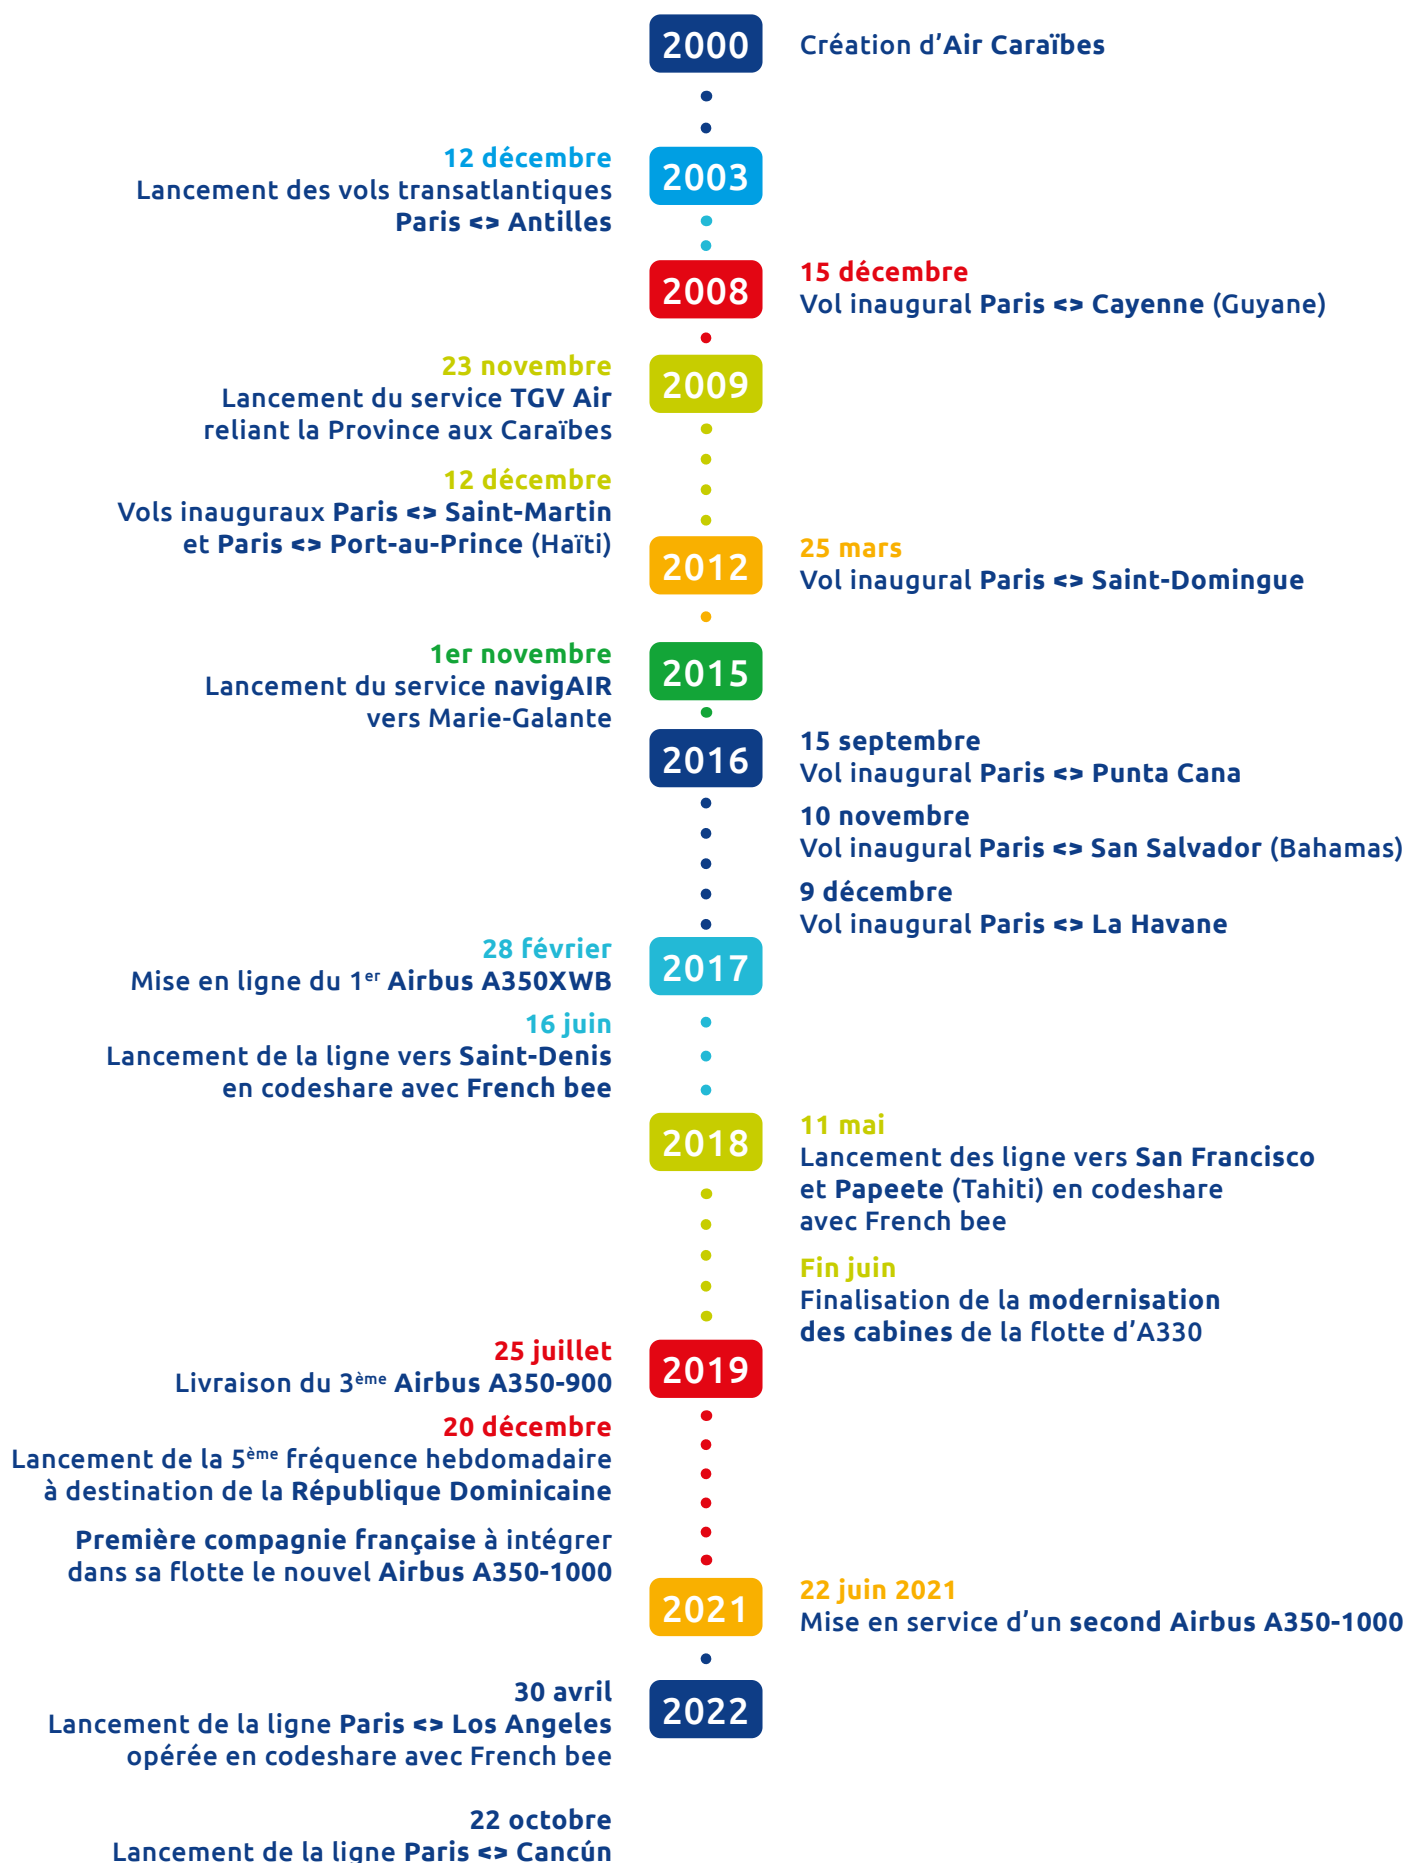 2000
Création d’Air Caraïbes
2003
12 décembre
Lancement des vols transatlantiques
Paris <> Antilles
2008
15 décembre
Vol inaugural Paris <> Cayenne (Guyane)
2009
23 novembre
Lancement du service TGV Air
reliant la Province aux Caraïbes
12 décembre
Vols inauguraux Paris <> Saint-Martin
et Paris <> Port-au-Prince (Haïti)
2012
25 mars
Vol inaugural Paris <> Saint-Domingue
2015
1er novembre
Lancement du service navigAIR
vers Marie-Galante
2016
15 septembre
Vol inaugural Paris <> Punta Cana
10 novembre
Vol inaugural Paris <> San Salvador (Bahamas)
9 décembre
Vol inaugural Paris <> La Havane
2017
28 février
Mise en ligne du 1er Airbus A350XWB
16 juin
Lancement de la ligne vers Saint-Denis
en codeshare avec French bee
2018
11 mai
Lancement des ligne vers San Francisco
et Papeete (Tahiti) en codeshare
avec French bee
Fin juin
Finalisation de la modernisation
des cabines de la flotte d’A330
2019
25 juillet
Livraison du 3ème Airbus A350-900
20 décembre
Lancement de la 5ème fréquence hebdomadaire
à destination de la République Dominicaine
Première compagnie française à intégrer
dans sa flotte le nouvel Airbus A350-1000
2021
22 juin 2021
Mise en service d’un second Airbus A350-1000
2022
30 avril
Lancement de la ligne Paris <> Los Angeles
opérée en codeshare avec French bee
22 octobre
Lancement de la ligne Paris <> Cancún